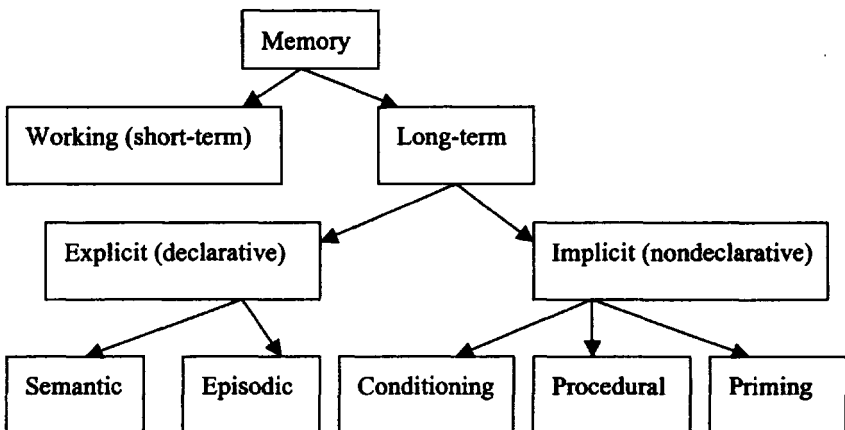 Memory
Working (short-term)
Long-term
Explicit (declarative)
Implicit (nondeclarative)
Semantic
Episodic
Conditioning
Procedural
Priming